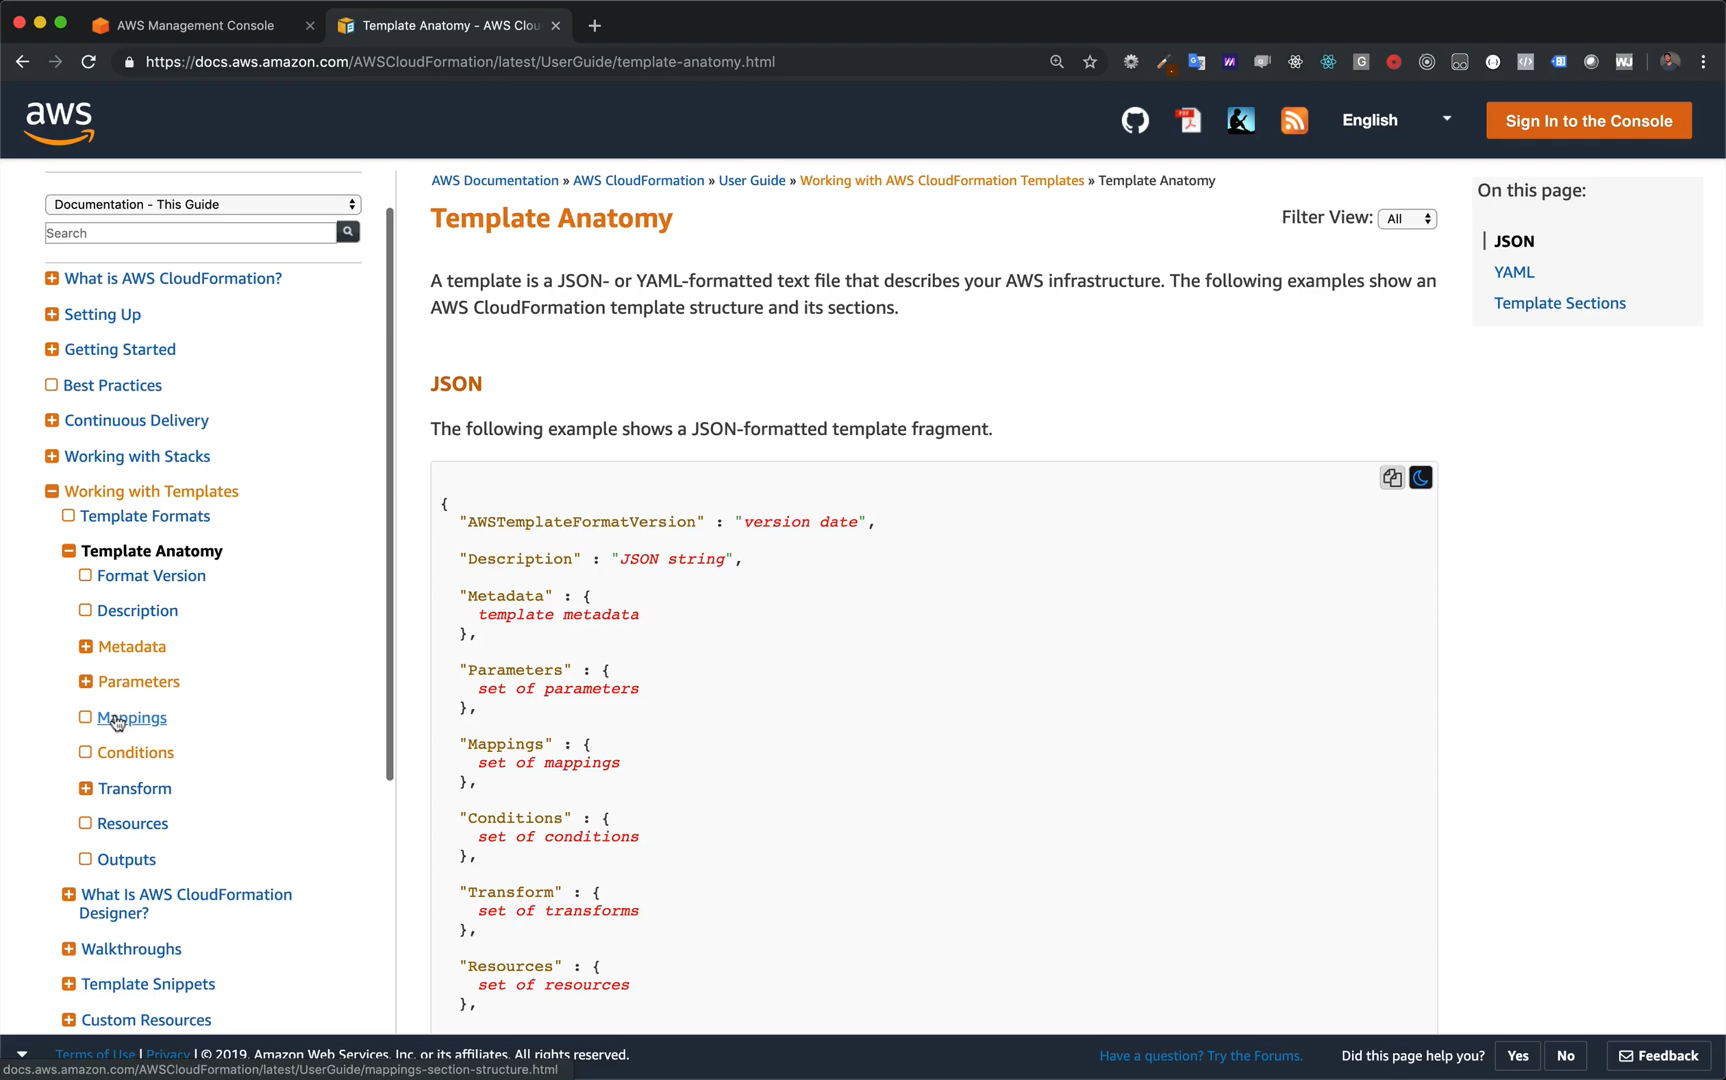 AWS Management Console
Template Anatomy - AWS Clou
https://docs.aws.amazon.com/AWSCloudFormation/latest/UserGuide/template-anatomy.html
aws
English
Sign In to the Console
Documentation - This Guide
Search
What is AWS CloudFormation?
Setting Up
Getting Started
Best Practices
Continuous Delivery
Working with Stacks
Working with Templates
Template Formats
Template Anatomy
Format Version
Description
Metadata
Parameters
Mappings
Conditions
Transform
Resources
Outputs
What Is AWS CloudFormation
Designer?
Walkthroughs
Template Snippets
Custom Resources
AWS Documentation » AWS CloudFormation » User Guide » Working with AWS CloudFormation Templates » Template Anatomy
Template Anatomy
Filter View: All
A template is a JSON- or YAML-formatted text file that describes your AWS infrastructure. The following examples show an
AWS CloudFormation template structure and its sections.
JSON
The following example shows a JSON-formatted template fragment.
{
"AWSTemplateFormatVersion" : "version date",
"Description" : "JSON string",
"Metadata" : {
template metadata
},
"Parameters" : {
set of parameters
},
"Mappings" : {
set of mappings
},
"Conditions" : {
set of conditions
},
"Transform" : {
set of transforms
},
"Resources" : {
set of resources
},
On this page:
JSON
YAML
Template Sections
Terms of Use | Privacy | © 2019, Amazon Web Services, Inc. or its affiliates. All rights reserved.
Have a question? Try the Forums.
Did this page help you?
Yes
No
Feedback
docs.aws.amazon.com/AWSCloudFormation/latest/UserGuide/mappings-section-structure.html